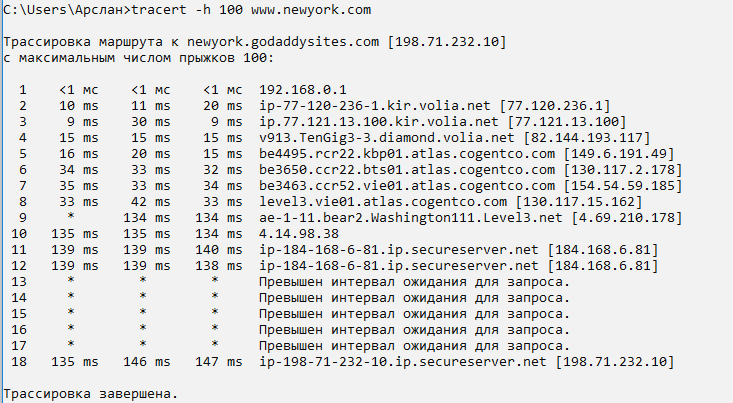 C:\Users\Арслан>tracert -h 100 www.newyork.com
Трассировка маршрута к newyork.godaddysites.com [198.71.232.10]
с максимальным числом прыжков 100:
1 <1 мс <1 мс <1 мс 192.168.0.1
2 10 ms 11 ms 20 ms ip-77-120-236-1.kir.volia.net [77.120.236.1]
3 9 ms 30 ms 9 ms ip.77.121.13.100.kir.volia.net [77.121.13.100]
4 15 ms 15 ms 15 ms v913.TenGig3-3.diamond.volia.net [82.144.193.117]
5 16 ms 20 ms 15 ms be4495.rcr22.kbp01.atlas.cogentco.com [149.6.191.49]
6 34 ms 33 ms 32 ms be3650.ccr22.bts01.atlas.cogentco.com [130.117.2.178]
7 35 ms 33 ms 34 ms be3463.ccr52.vie01.atlas.cogentco.com [154.54.59.185]
8 33 ms 42 ms 33 ms level3.vie01.atlas.cogentco.com [130.117.15.162]
9 * 134 ms 134 ms ae-1-11.bear2.Washington111.Level3.net [4.69.210.178]
10 135 ms 135 ms 134 ms 4.14.98.38
11 139 ms 139 ms 140 ms ip-184-168-6-81.ip.secureserver.net [184.168.6.81]
12 139 ms 139 ms 138 ms ip-184-168-6-81.ip.secureserver.net [184.168.6.81]
13 * * * Превышен интервал ожидания для запроса.
14 * * * Превышен интервал ожидания для запроса.
15 * * * Превышен интервал ожидания для запроса.
16 * * * Превышен интервал ожидания для запроса.
17 * * * Превышен интервал ожидания для запроса.
18 135 ms 146 ms 147 ms ip-198-71-232-10.ip.secureserver.net [198.71.232.10]
Трассировка завершена.